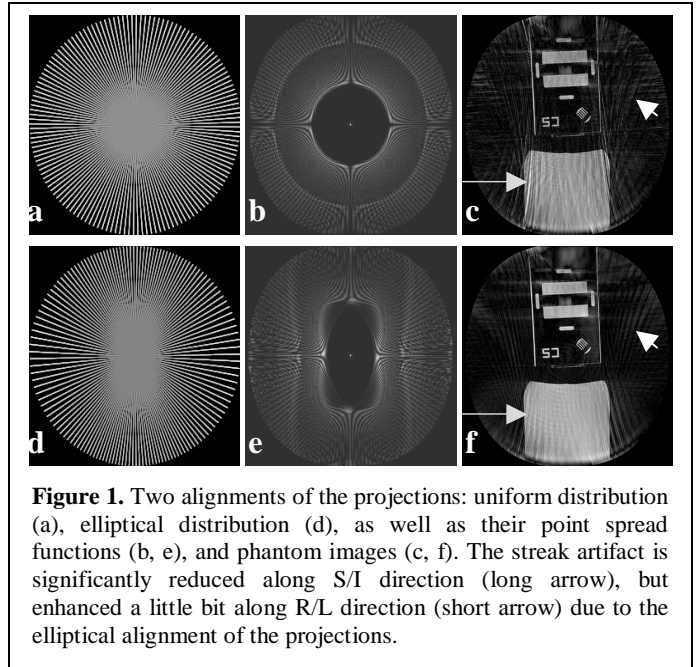 a
b
c
d
e
f
Figure 1. Two alignments of the projections: uniform distribution
(a), elliptical distribution (d), as well as their point spread
functions (b, e), and phantom images (c, f). The streak artifact is
significantly reduced along S/I direction (long arrow), but
enhanced a little bit along R/L direction (short arrow) due to the
elliptical alignment of the projections.